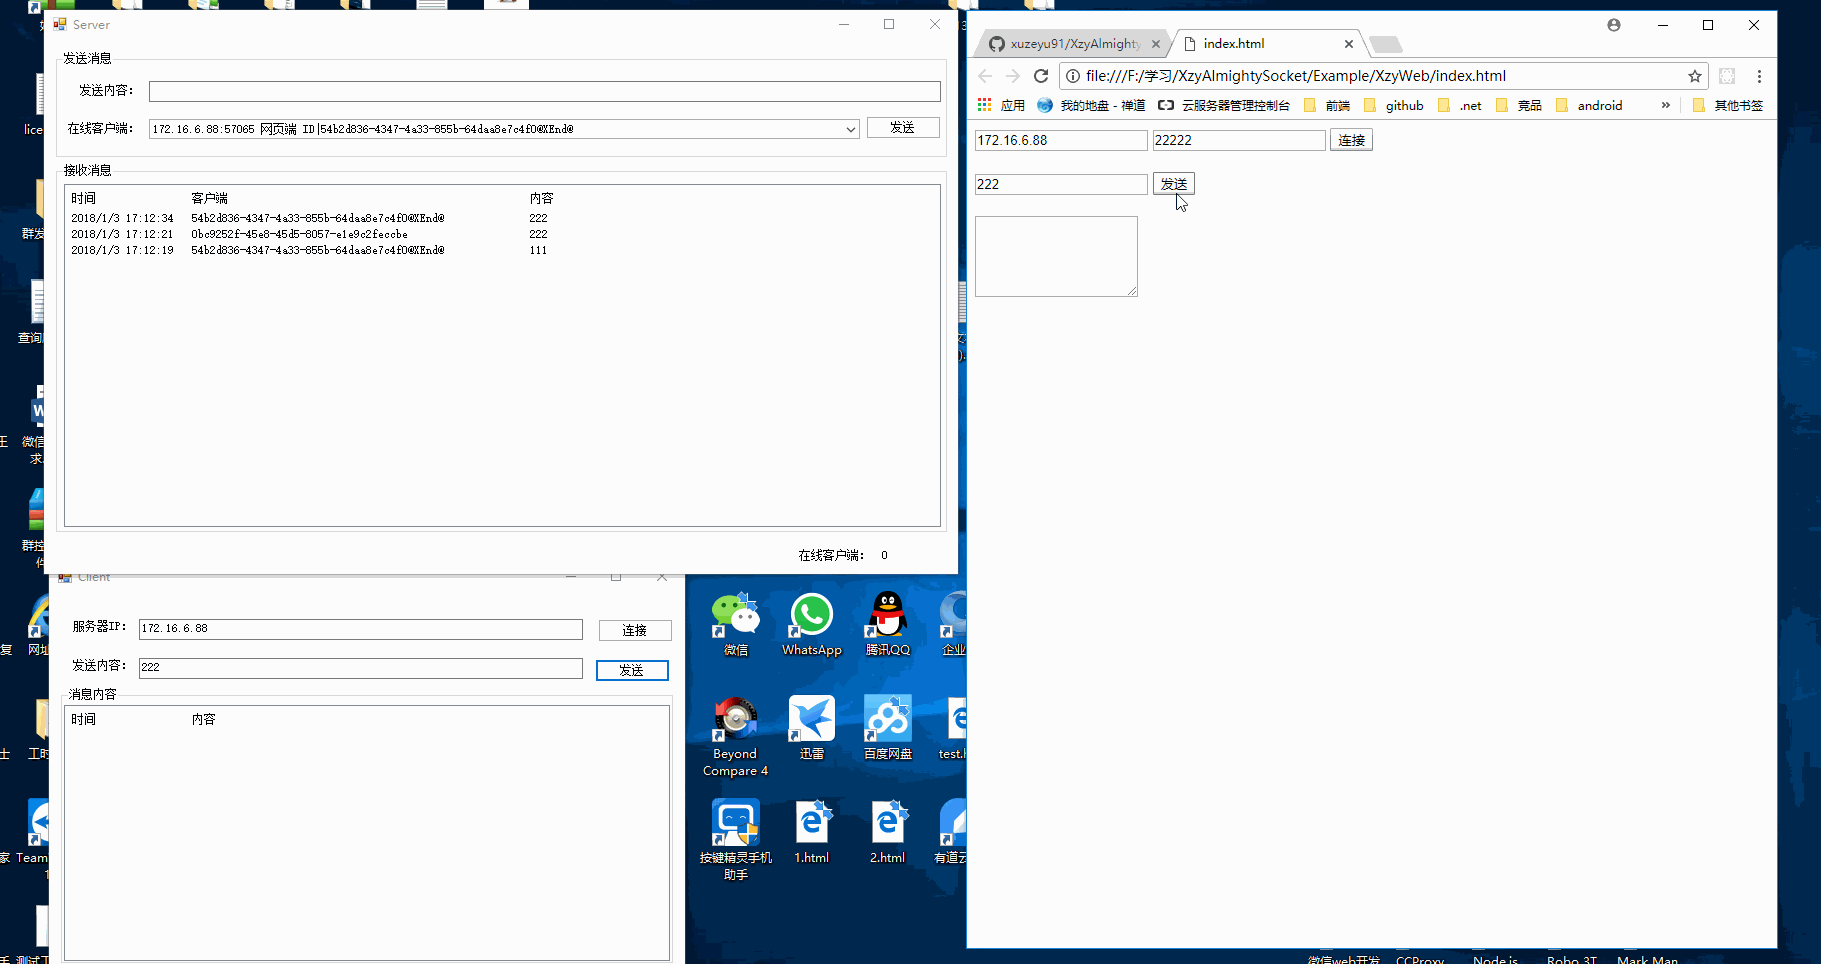 Server
发送消息
发送内容：
在线客户端： 172.16.6.88:57065 网页端 ID|54b2d836-4347-4a33-855b-64daa8e7c4f0@XEnd@ 发送
接收消息
时间 客户端 内容
2018/1/3 17:12:34 54b2d836-4347-4a33-855b-64daa8e7c4f0@XEnd@ 222
2018/1/3 17:12:21 0bc9252f-45e8-45d5-8057-e1e9c2feccbe 222
2018/1/3 17:12:19 54b2d836-4347-4a33-855b-64daa8e7c4f0@XEnd@ 111
在线客户端： 0
Client
服务器IP： 172.16.6.88 连接
发送内容： 222 发送
消息内容
时间 内容
xuzeyu91/XzyAlmighty
index.html
file:///F:/学习/XzyAlmightySocket/Example/XzyWeb/index.html
应用 我的地盘 - 禅道 云服务器管理控制台 前端 github .net 竞品 android » 其他书签
172.16.6.88 22222 连接
222 发送
lice
群发
查询
微信
求
群控
件
网址
工时
Team
测试工
王
复
士
家
手
微信 WhatsApp 腾讯QQ 企业
Beyond
Compare 4
迅雷 百度网盘 test.h
按键精灵手机
助手
1.html 2.html 有道云
微信web开发 CCProxy Node.js Robo 3T Mark Man